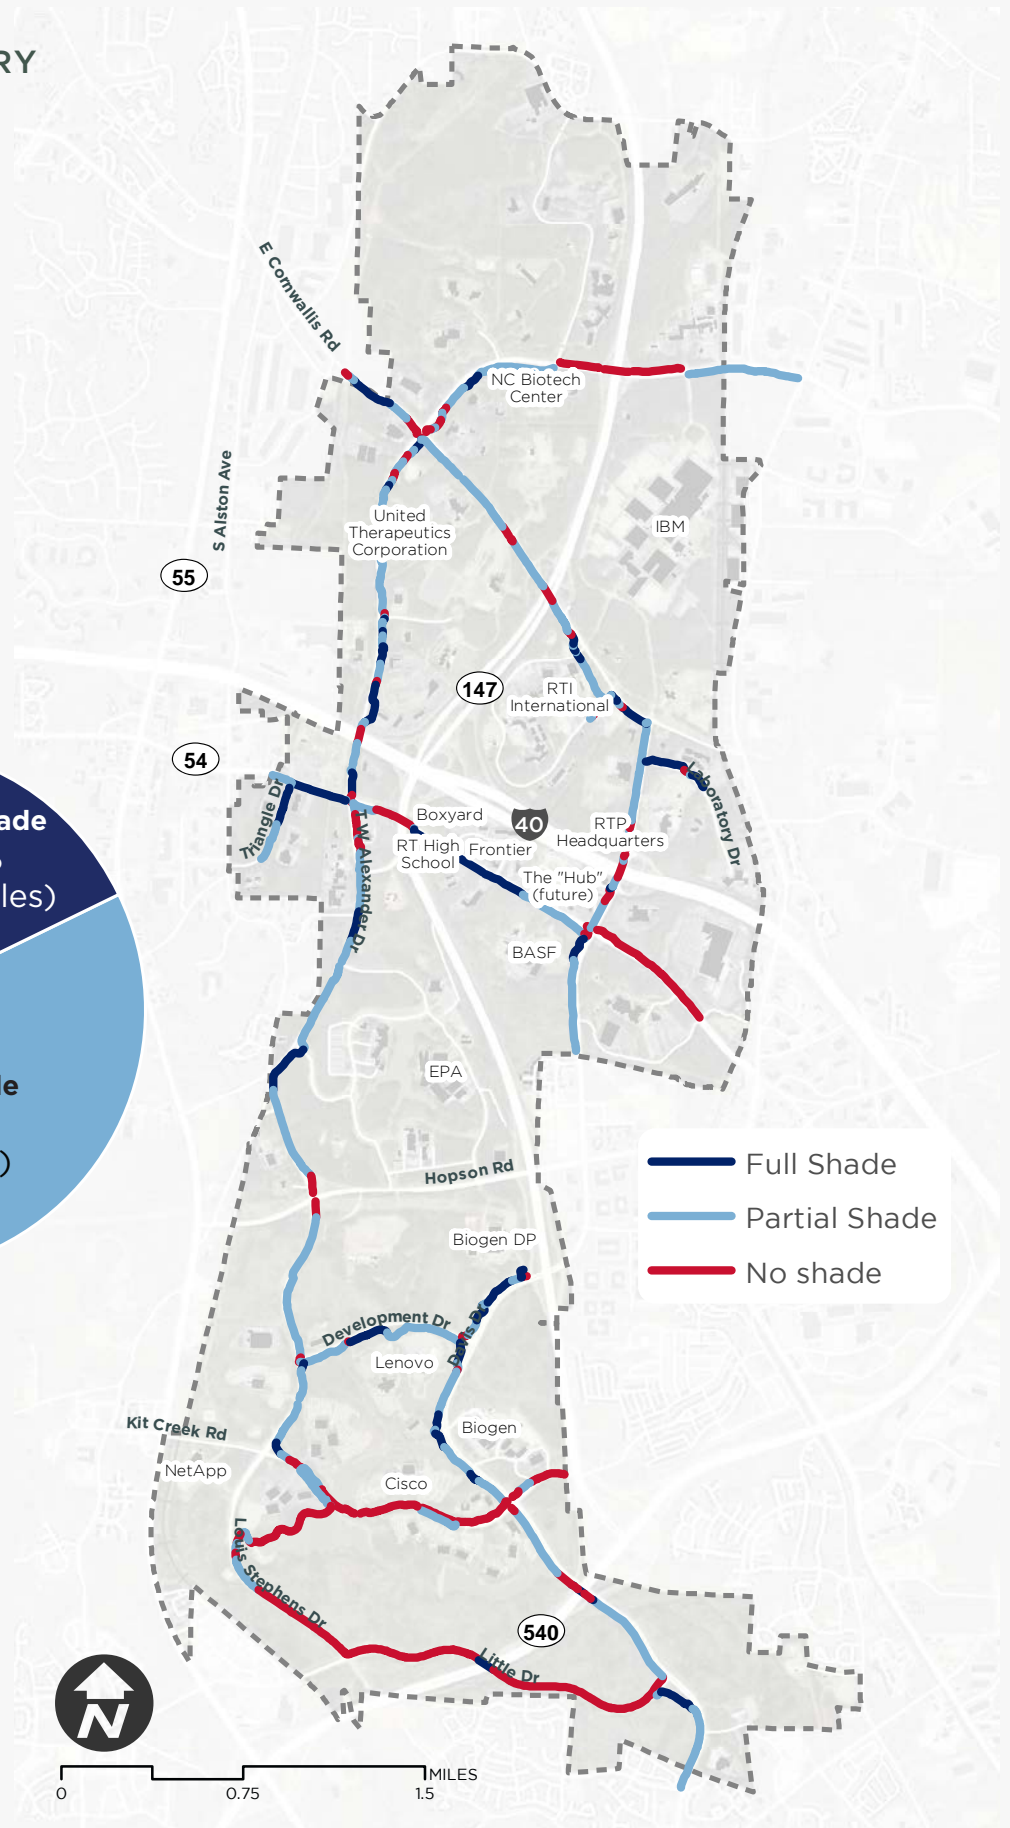 RY
E Cornwallis Rd
NC Biotech
Center
S Alston Ave
United
Therapeutics
Corporation
IBM
55
147
RTI
International
54
Triangle Dr
Laboratory Dr
T W Alexander Dr
Boxyard
40
RT High
School
Frontier
RTP
Headquarters
The "Hub"
(future)
BASF
ade
les)
le
)
EPA
Hopson Rd
Full Shade
Partial Shade
No shade
Biogen DP
Development Dr
Davis Dr
Lenovo
Kit Creek Rd
Biogen
NetApp
Cisco
Louis Stephens Dr
540
Little Dr
N
MILES
0
0.75
1.5